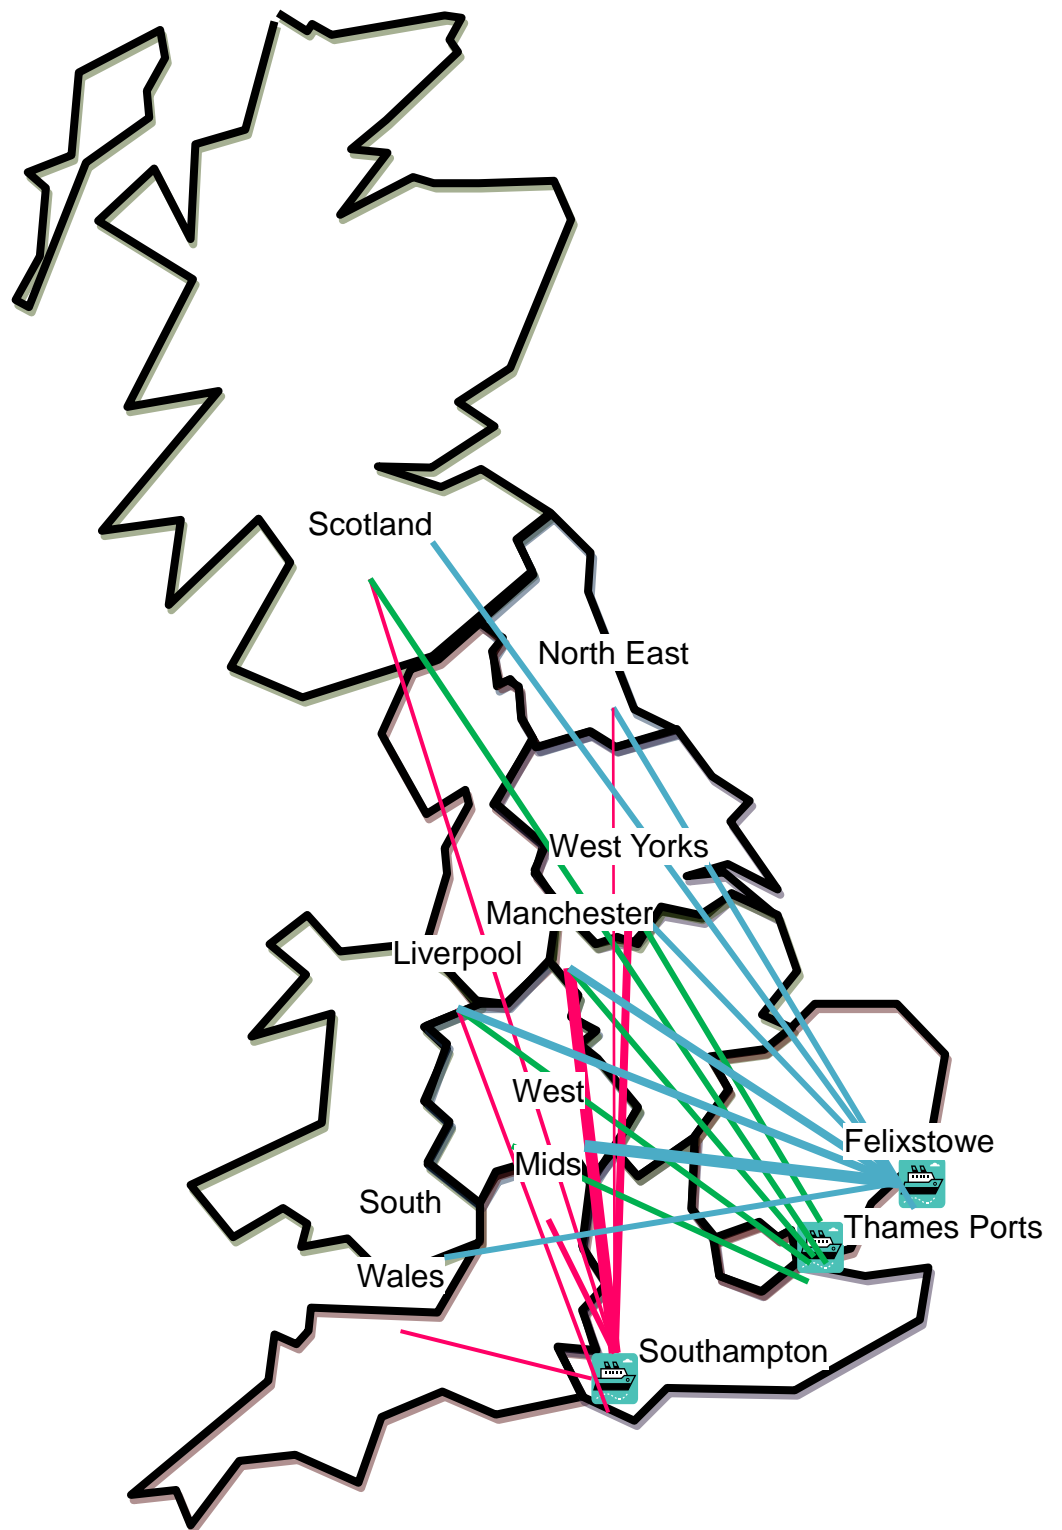 Scotland
North East
West Yorks
Manchester
Liverpool
West
Mids
Felixstowe
South
Wales
Thames Ports
Southampton